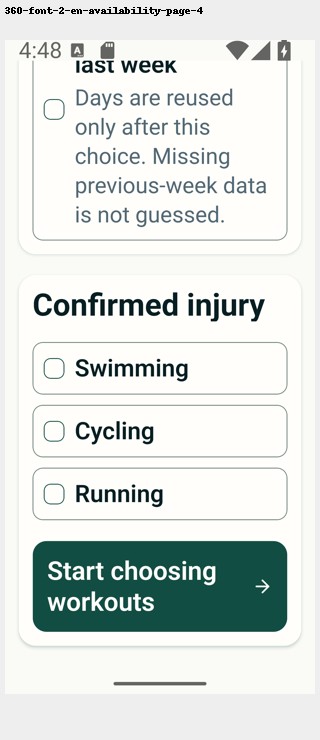 360-font-2-en-availability-page-4
4:48
last week
Days are reused
only after this
choice. Missing
previous-week data
is not guessed.
Confirmed injury
Swimming
Cycling
Running
Start choosing
workouts